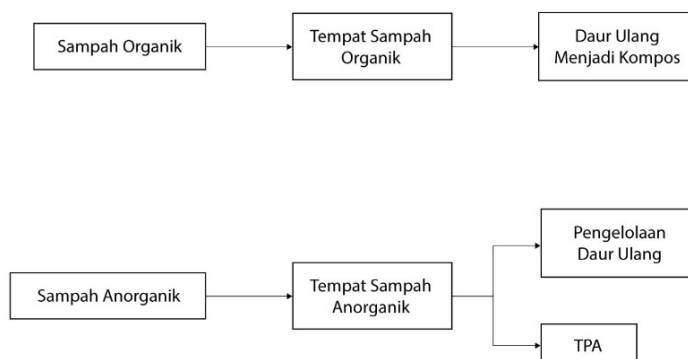 Sampah Organik
Tempat Sampah
Organik
Daur Ulang
Menjadi Kompos
Sampah Anorganik
Tempat Sampah
Anorganik
Pengelolaan
Daur Ulang
TPA